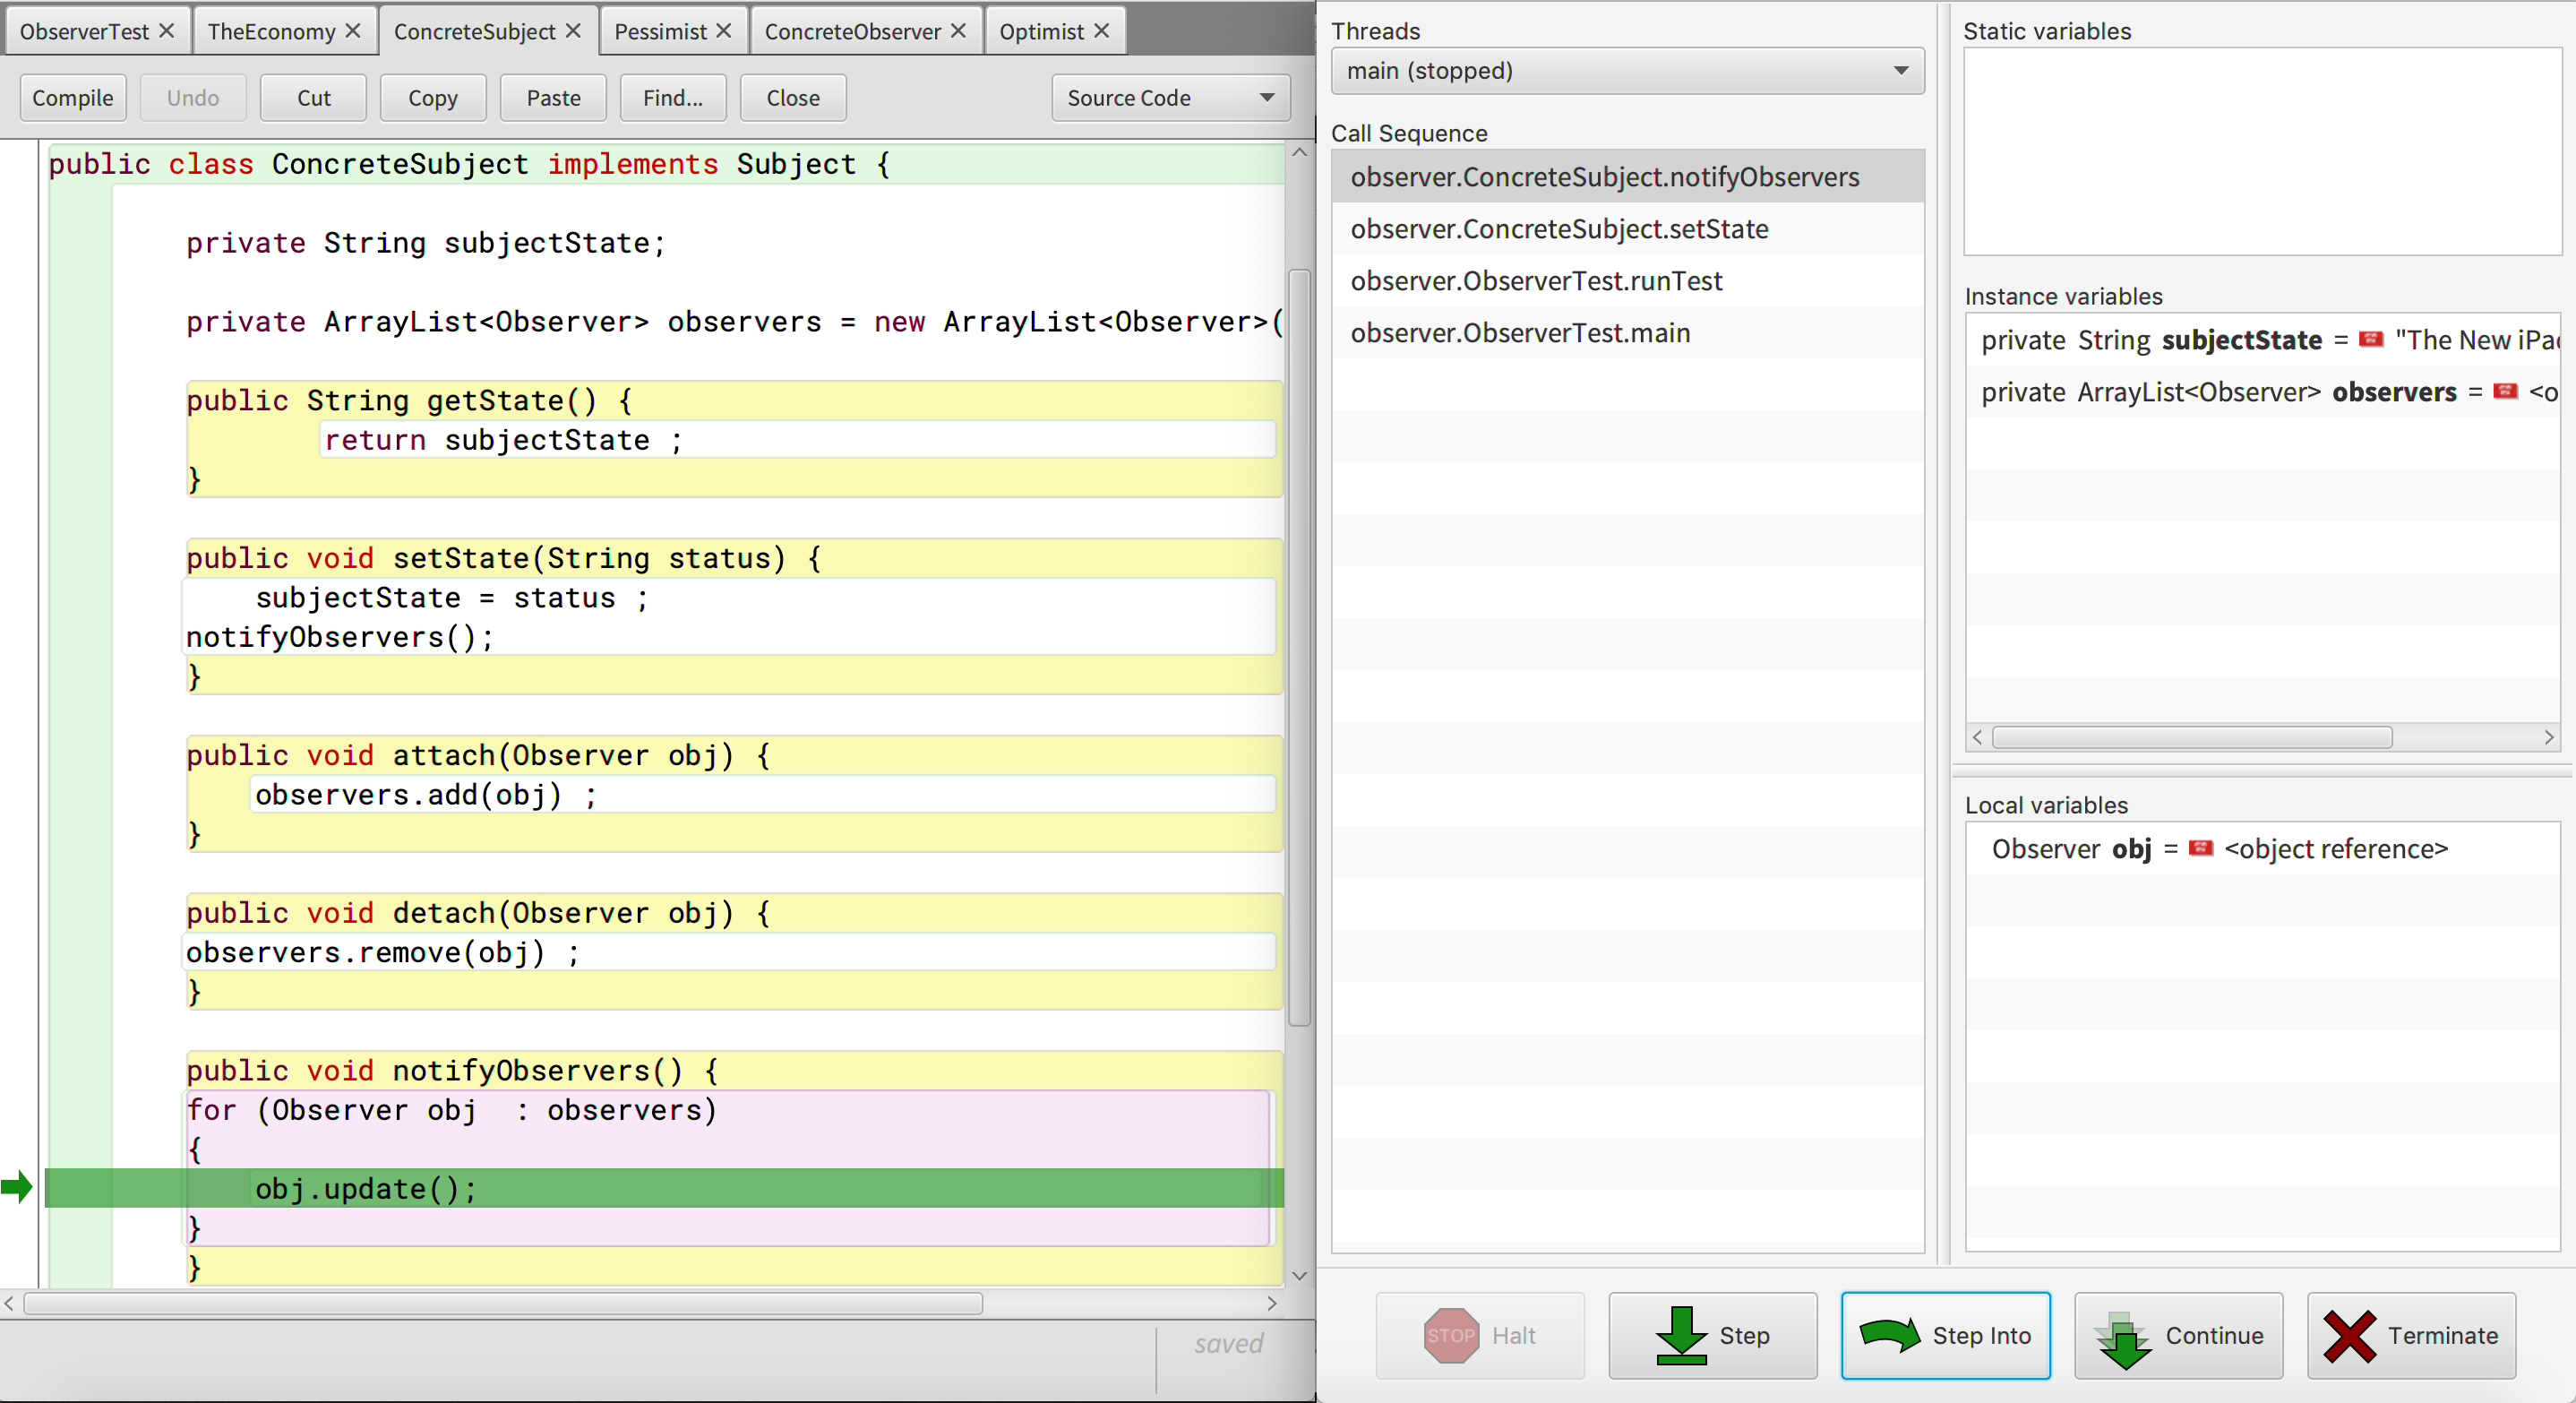 ObserverTest
TheEconomy
ConcreteSubject
Pessimist
ConcreteObserver
Optimist
Compile
Undo
Cut
Copy
Paste
Find...
Close
Source Code
public class ConcreteSubject implements Subject {
private String subjectState;
private ArrayList<Observer> observers = new ArrayList<Observer>(
public String getState() {
return subjectState ;
}
public void setState(String status) {
subjectState = status ;
notifyObservers();
}
public void attach(Observer obj) {
observers.add(obj) ;
}
public void detach(Observer obj) {
observers.remove(obj) ;
}
public void notifyObservers() {
for (Observer obj  : observers)
{
obj.update();
}
}
saved
Threads
main (stopped)
Call Sequence
observer.ConcreteSubject.notifyObservers
observer.ConcreteSubject.setState
observer.ObserverTest.runTest
observer.ObserverTest.main
Static variables
Instance variables
private String subjectState = "The New iPa
private ArrayList<Observer> observers = <o
Local variables
Observer obj = <object reference>
STOP Halt
Step
Step Into
Continue
Terminate